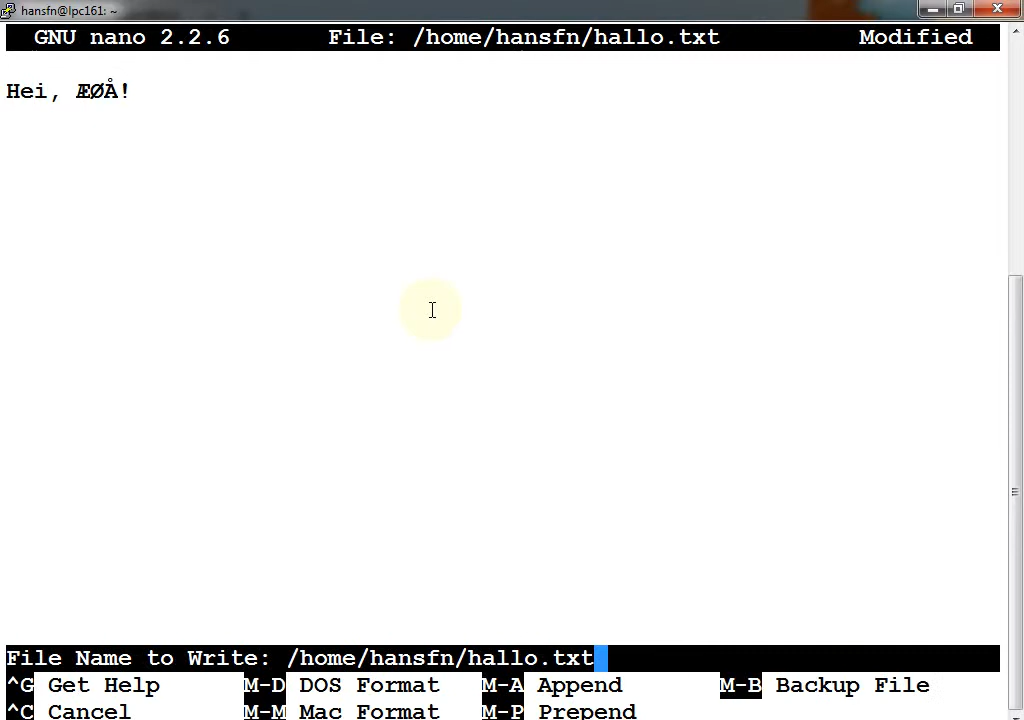 hansfn@lpc161: ~
GNU nano 2.2.6 File: /home/hansfn/hallo.txt Modified
Hei, ÆØÅ!
File Name to Write: /home/hansfn/hallo.txt
^G Get Help M-D DOS Format M-A Append M-B Backup File
^C Cancel M-M Mac Format M-P Prepend